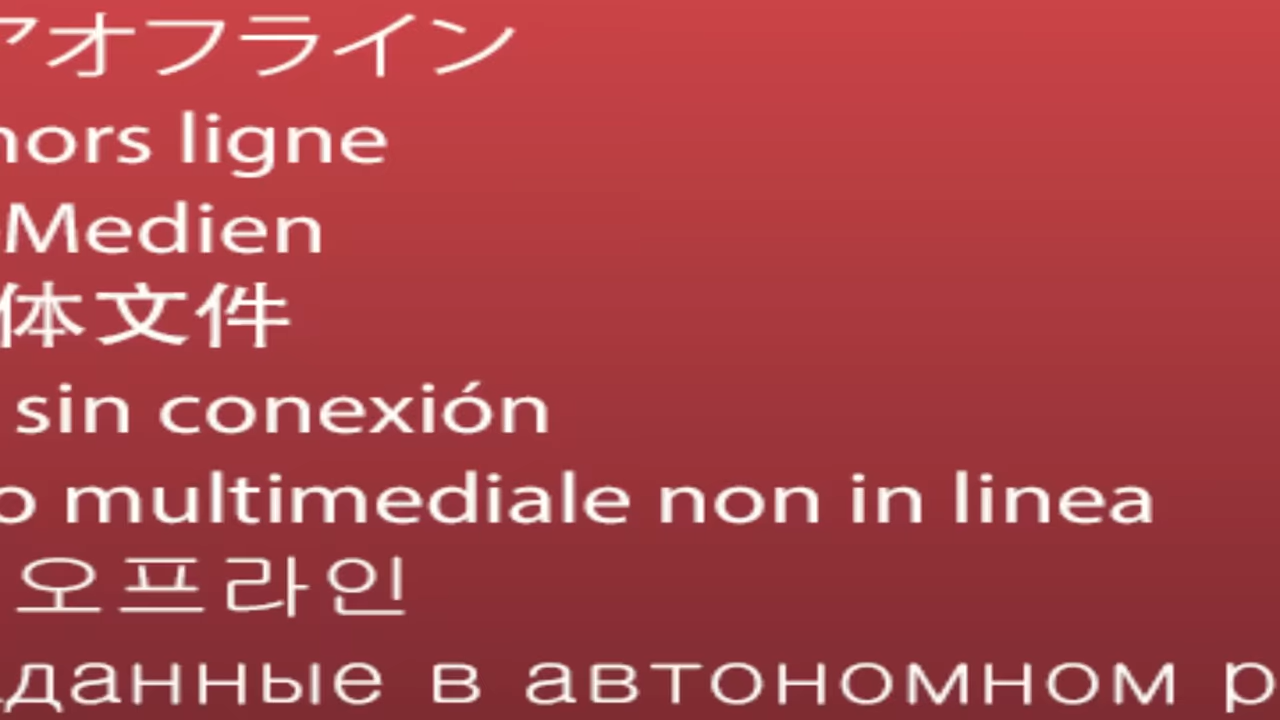 アオフライン
hors ligne
Medien
体文件
sin conexión
o multimediale non in linea
오프라인
данные в автономном р